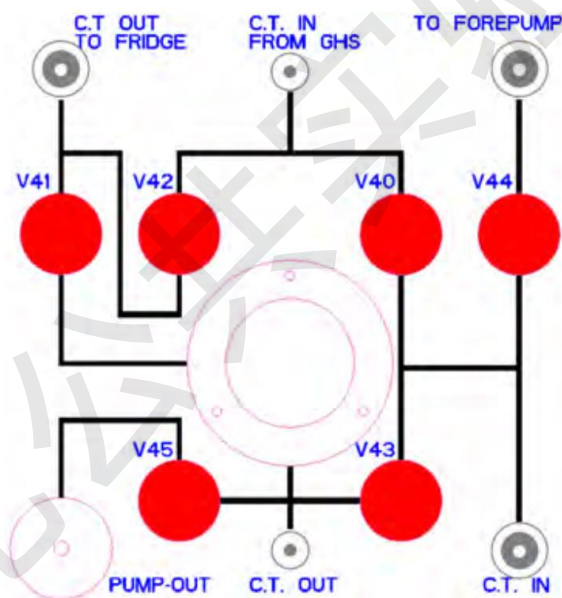 C.T OUT
TO FRIDGE
C.T. IN
FROM GHS
TO FOREPUMP
V41
V42
V40
V44
V45
V43
PUMP-OUT
C.T. OUT
C.T. IN